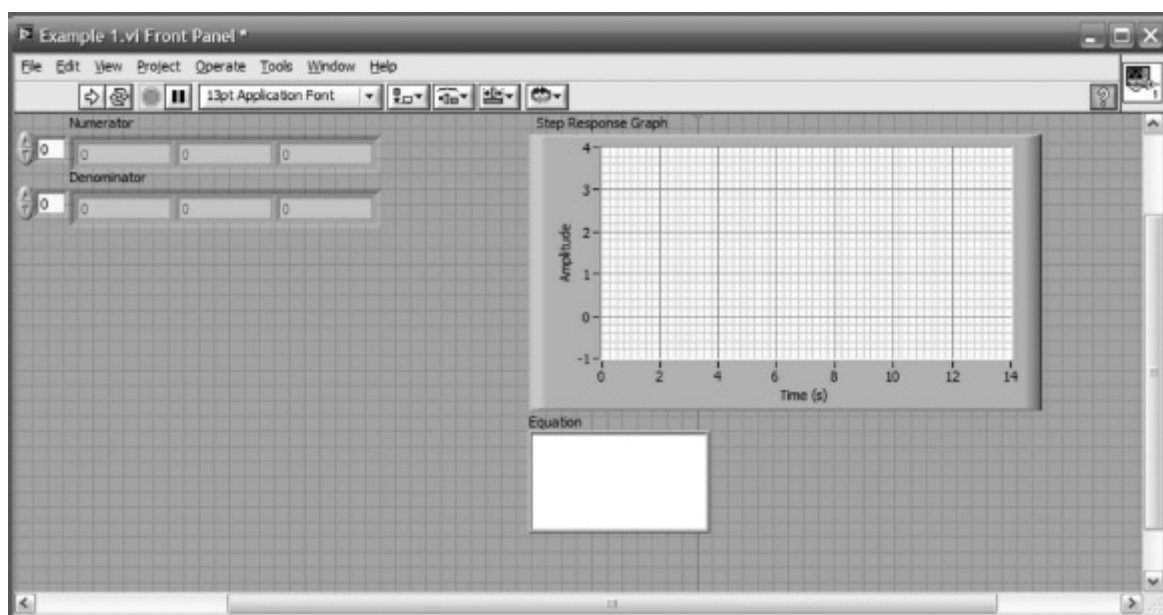 Example 1.vi Front Panel *
File Edit View Project Operate Tools Window Help
13pt Application Font
1
Numerator
0 0 0 0
Denominator
0 0 0 0
Step Response Graph
4
3
2
1
0
-1
Amplitude
0 2 4 6 8 10 12 14
Time (s)
Equation